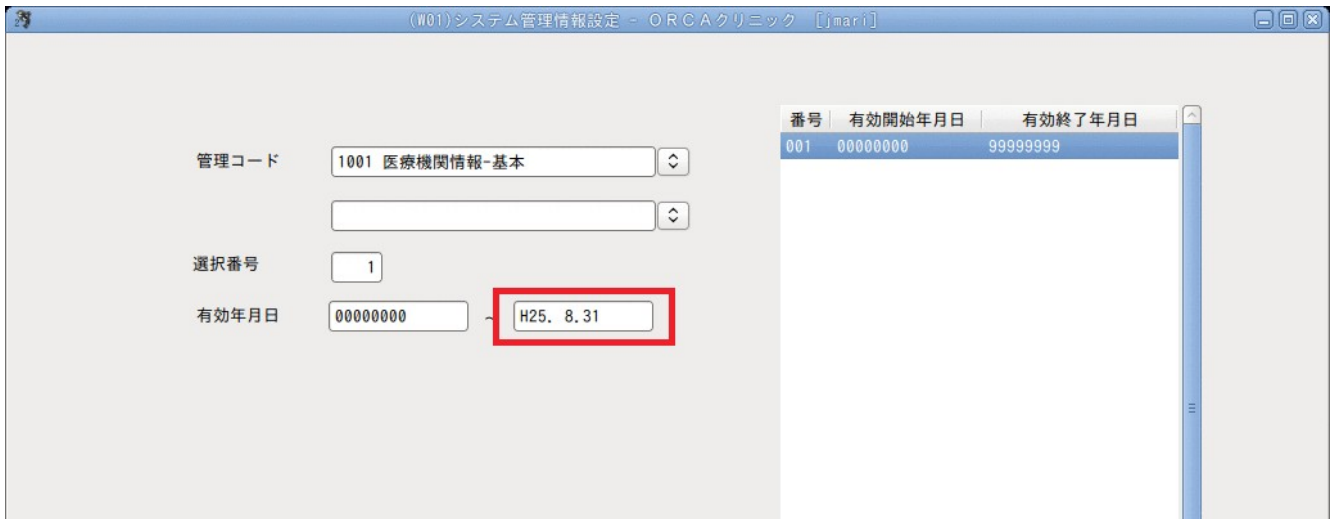 (W01)システム管理情報設定 - ＯＲＣＡクリニック [jmari]
番号 有効開始年月日 有効終了年月日
001 00000000 99999999
管理コード 1001 医療機関情報-基本
選択番号 1
有効年月日 00000000 ~ H25. 8.31